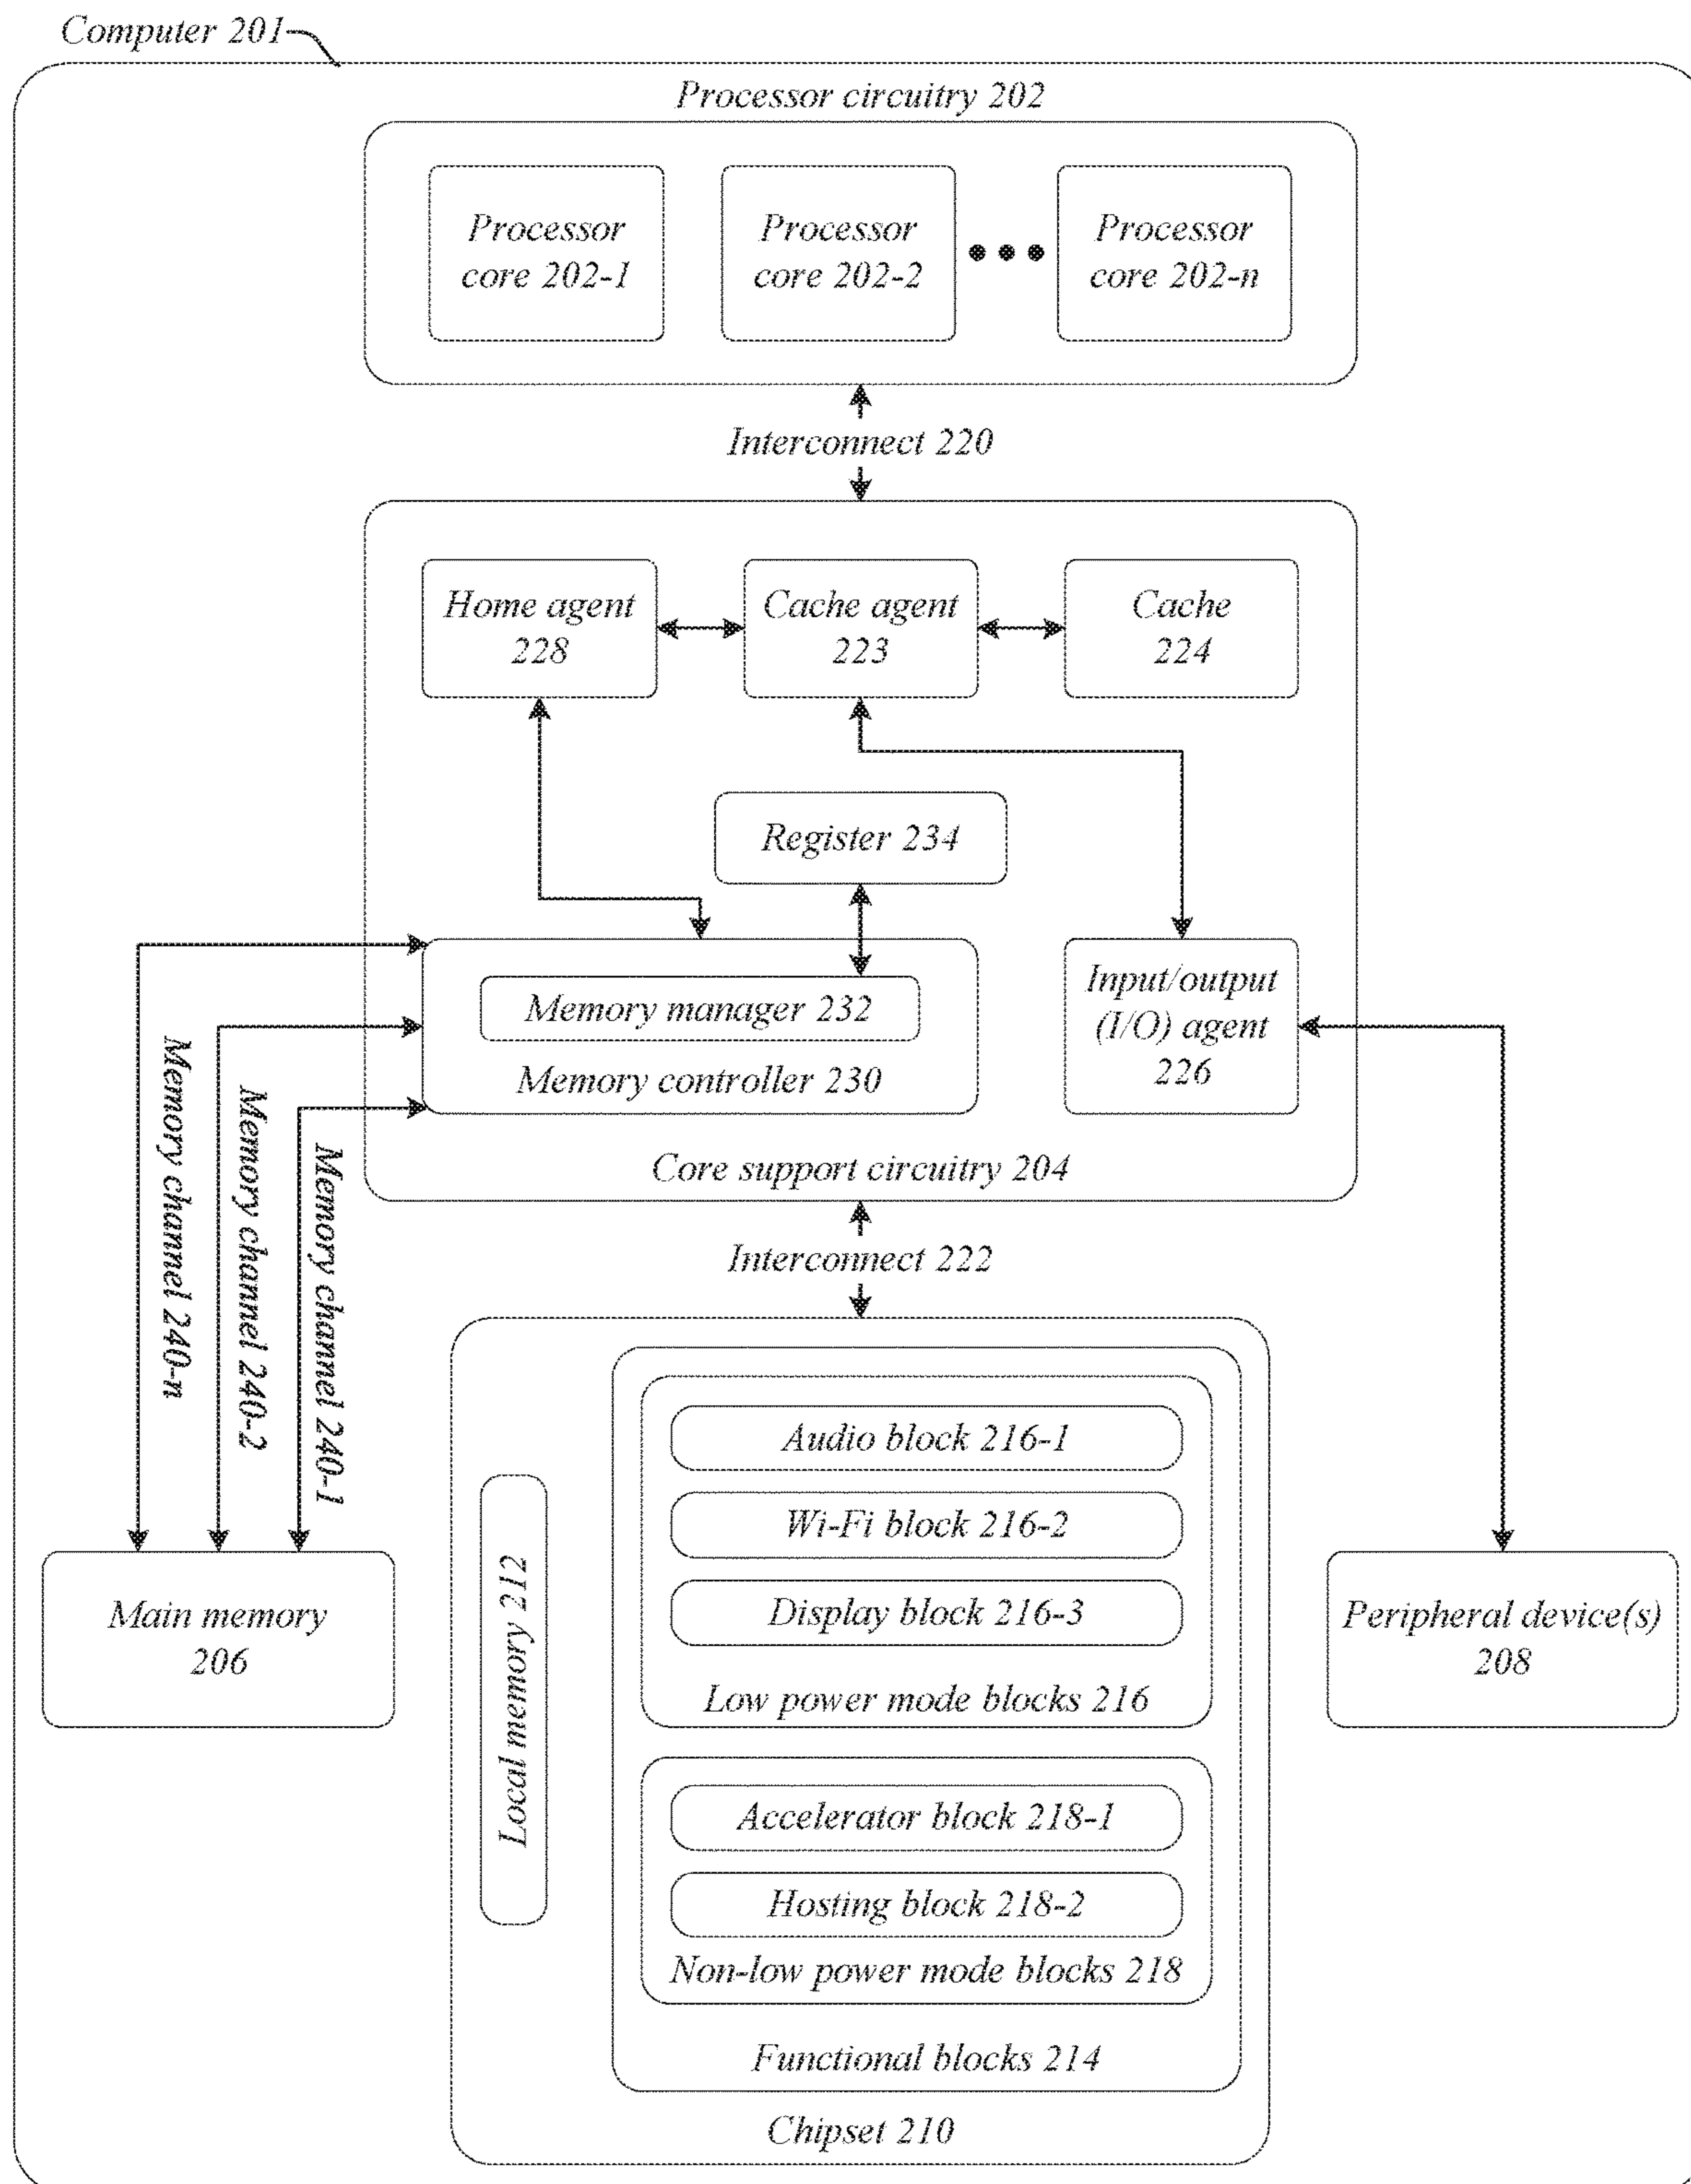 Computer 201
Processor circuitry 202
Processor
core 202-1
Processor
core 202-2
Processor
core 202-n
Interconnect 220
Home agent
228
Cache agent
223
Cache
224
Register 234
Memory manager 232
Memory controller 230
Input/output
(I/O) agent
226
Core support circuitry 204
Memory channel 240-n
Memory channel 240-2
Memory channel 240-1
Interconnect 222
Main memory
206
Local memory 212
Audio block 216-1
Wi-Fi block 216-2
Display block 216-3
Low power mode blocks 216
Accelerator block 218-1
Hosting block 218-2
Non-low power mode blocks 218
Functional blocks 214
Chipset 210
Peripheral device(s)
208